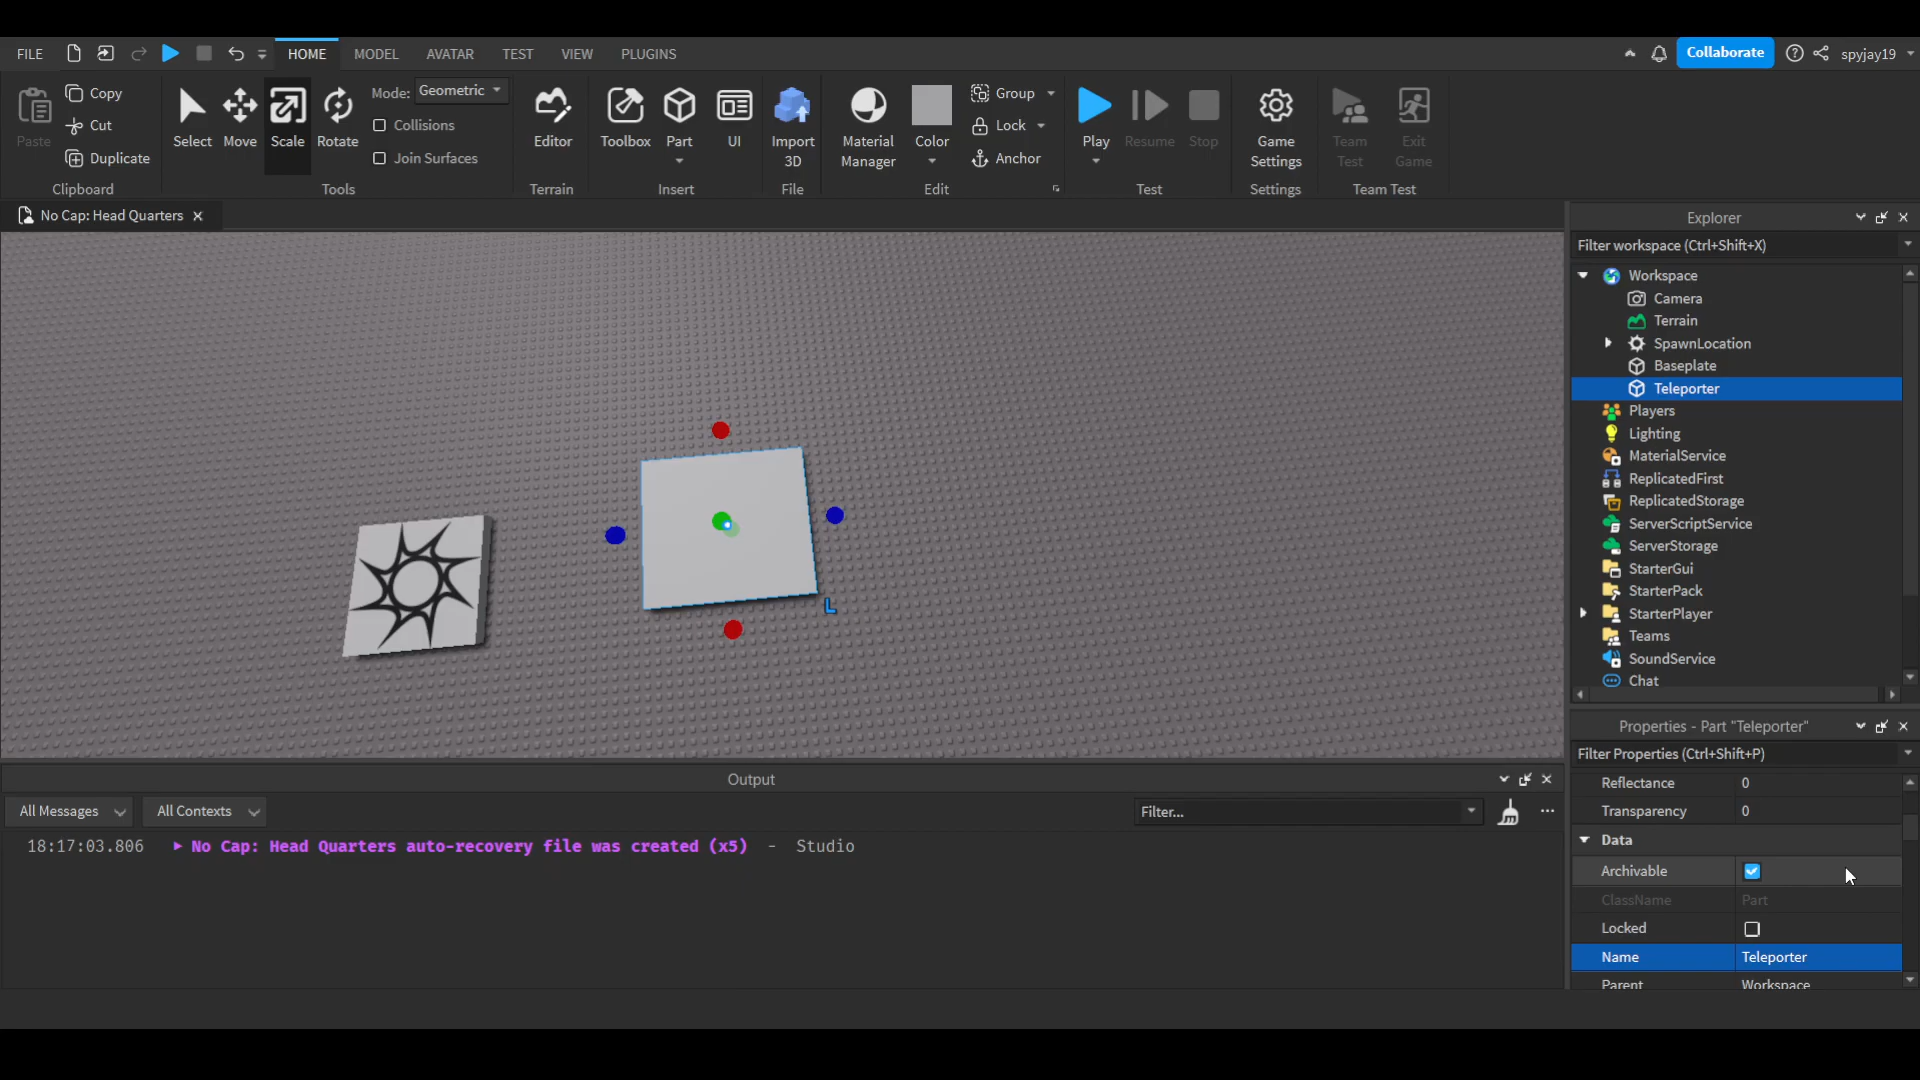 FILE HOME MODEL AVATAR TEST VIEW PLUGINS Collaborate spyjay19
Paste Copy Cut Duplicate Clipboard
Select Move Scale Rotate Mode: Geometric Collisions Join Surfaces Tools
Editor Terrain
Toolbox Part UI Insert
Import 3D File
Material Manager Color Group Lock Anchor Edit
Play Resume Stop Test
Game Settings Settings
Team Test Exit Game Team Test
No Cap: Head Quarters
L
Explorer
Filter workspace (Ctrl+Shift+X)
Workspace
Camera
Terrain
SpawnLocation
Baseplate
Teleporter
Players
Lighting
MaterialService
ReplicatedFirst
ReplicatedStorage
ServerScriptService
ServerStorage
StarterGui
StarterPack
StarterPlayer
Teams
SoundService
Chat
Properties - Part "Teleporter"
Filter Properties (Ctrl+Shift+P)
Reflectance 0
Transparency 0
Data
Archivable
ClassName Part
Locked
Name Teleporter
Parent Workspace
Output
All Messages All Contexts Filter...
18:17:03.806 No Cap: Head Quarters auto-recovery file was created (x5) - Studio